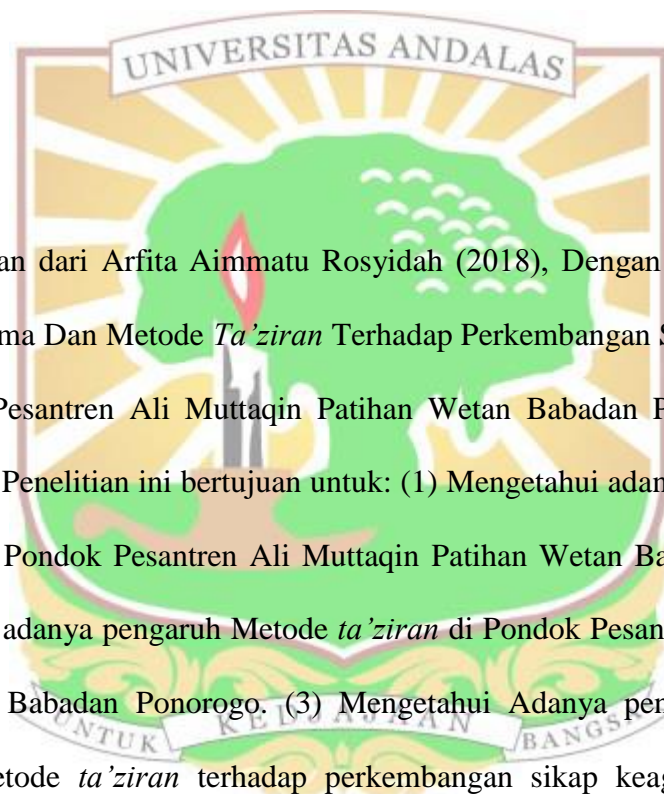 UNIVERSITAS ANDALAS
an dari Arfita Aimmatu Rosyidah (2018), Dengan
ma Dan Metode Ta’ziran Terhadap Perkembangan S
Pesantren Ali Muttaqin Patihan Wetan Babadan P
Penelitian ini bertujuan untuk: (1) Mengetahui adan
Pondok Pesantren Ali Muttaqin Patihan Wetan Ba
adanya pengaruh Metode ta’ziran di Pondok Pesan
Babadan Ponorogo. (3) Mengetahui Adanya pen
UNTUK KEDJAJAAN BANGSA
etode ta’ziran terhadap perkembangan sikap keag